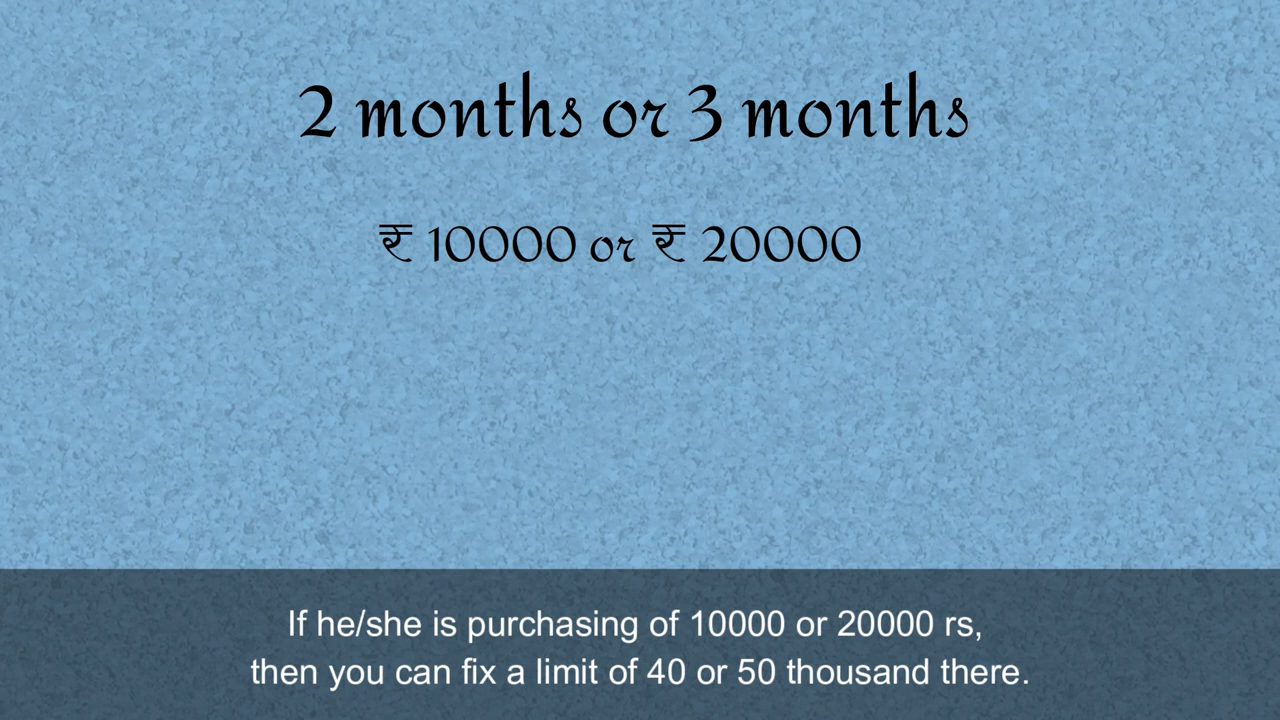 2 months or 3 months
₹ 10000 or ₹ 20000
If he/she is purchasing of 10000 or 20000 rs,
then you can fix a limit of 40 or 50 thousand there.